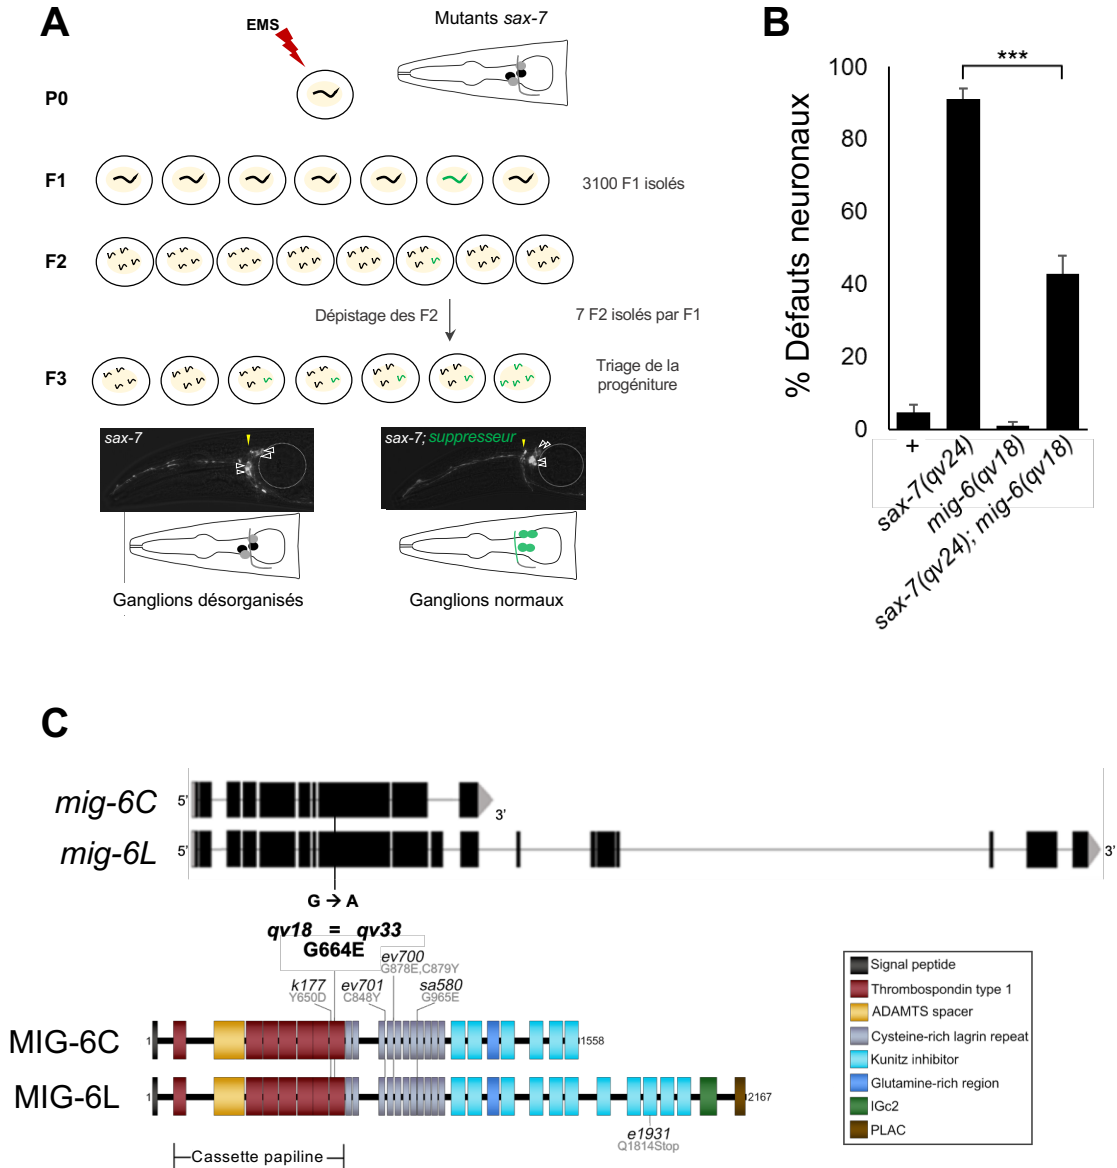 A
EMS
Mutants sax-7
P0
F1
3100 F1 isolés
F2
Dépistage des F2
7 F2 isolés par F1
F3
Triage de la
progéniture
sax-7
sax-7; suppresseur
Ganglions désorganisés
Ganglions normaux
B
% Défauts neuronaux
100
80
60
40
20
0
***
+
sax-7(qv24)
mig-6(qv18)
sax-7(qv24); mig-6(qv18)
C
mig-6C
5'
3'
mig-6L
5'
3'
G → A
qv18 = qv33
G664E
ev700
G878E,C879Y
k177
Y650D
ev701
C848Y
sa580
G965E
MIG-6C
1
1558
MIG-6L
1
2167
e1931
Q1814Stop
Cassette papiline
Signal peptide
Thrombospondin type 1
ADAMTS spacer
Cysteine-rich lagrin repeat
Kunitz inhibitor
Glutamine-rich region
IGc2
PLAC